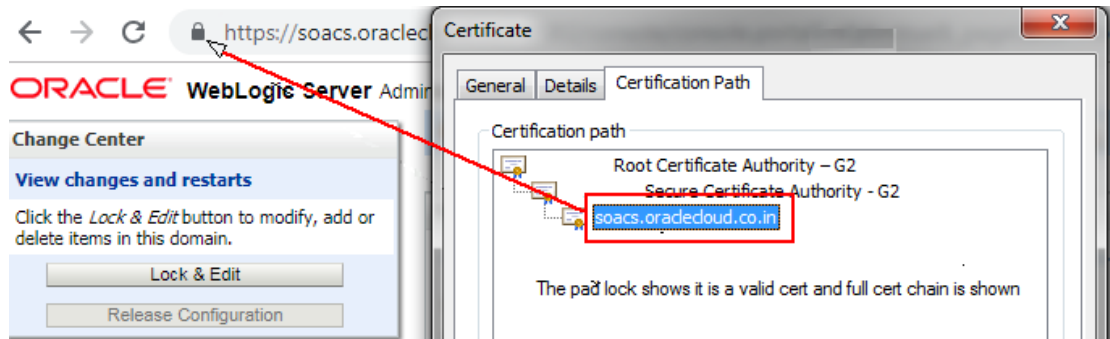 https://soacs.oraclecl
ORACLE WebLogic Server Admin
Change Center
View changes and restarts
Click the Lock & Edit button to modify, add or
delete items in this domain.
Lock & Edit
Release Configuration
Certificate
General Details Certification Path
Certification path
Root Certificate Authority – G2
Secure Certificate Authority - G2
soacs.oraclecloud.co.in
The pad lock shows it is a valid cert and full cert chain is shown